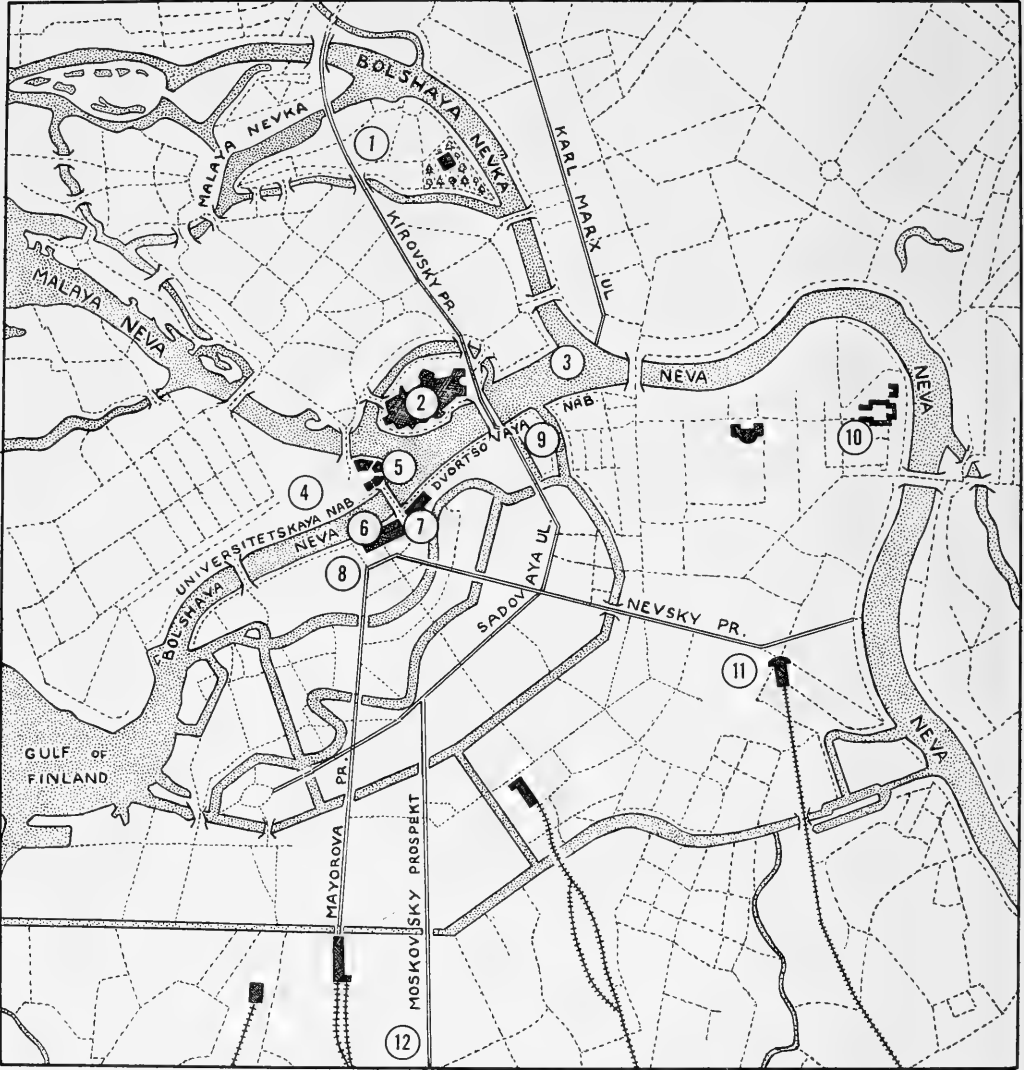 BOLSHAYA NEVKA
MALAYA NEVKA
1
KARL MARX UL
KIROVSKY PR.
MALAYA NEVA
3
NEVA
NEVA
2
NAB
DVORTSOVAYA
9
10
5
4
UNIVERSITETSKAYA NAB
6
7
BOLSHAYA NEVA
8
SADOVAYA UL
NEVSKY PR.
11
NEVA
GULF OF
FINLAND
MAYOROVA PR.
MOSKOVSKY PROSPEKT
12